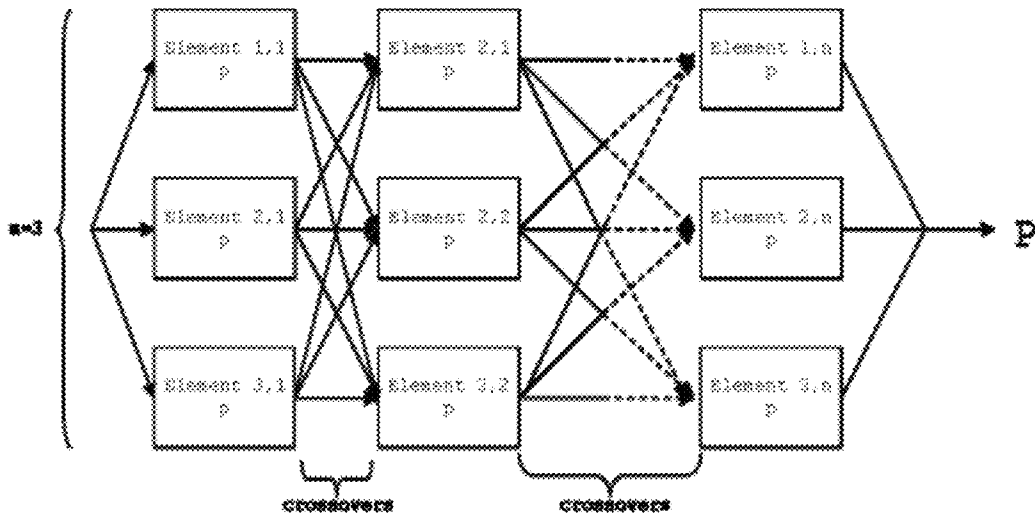 Element 1,1
p
Element 2,1
p
Element 1,n
p
m=3
Element 2,1
p
Element 2,2
p
Element 2,n
p
p
Element 3,1
p
Element 3,2
p
Element 3,n
p
crossovers
crossovers